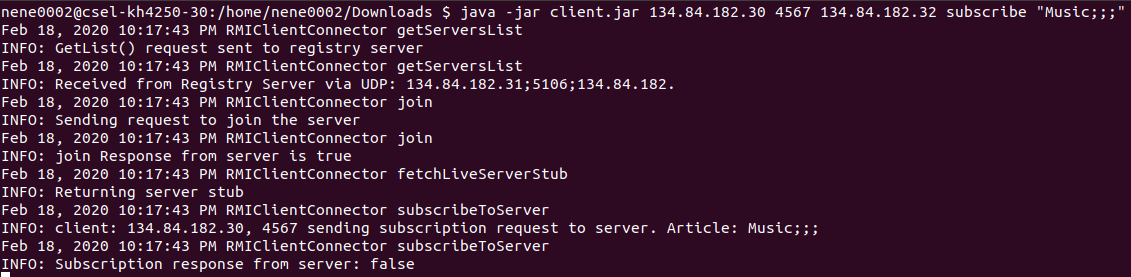 nene0002@csel-kh4250-30:/home/nene0002/Downloads $ java -jar client.jar 134.84.182.30 4567 134.84.182.32 subscribe "Music;;;"
Feb 18, 2020 10:17:43 PM RMIConnector getServersList
INFO: GetList() request sent to registry server
Feb 18, 2020 10:17:43 PM RMIConnector getServersList
INFO: Received from Registry Server via UDP: 134.84.182.31;5106;134.84.182.
Feb 18, 2020 10:17:43 PM RMIClientConnector join
INFO: Sending request to join the server
Feb 18, 2020 10:17:43 PM RMIClientConnector join
INFO: join Response from server is true
Feb 18, 2020 10:17:43 PM RMIClientConnector fetchLiveServerStub
INFO: Returning server stub
Feb 18, 2020 10:17:43 PM RMIClientConnector subscribeToServer
INFO: client: 134.84.182.30, 4567 sending subscription request to server. Article: Music;;;
Feb 18, 2020 10:17:43 PM RMIClientConnector subscribeToServer
INFO: Subscription response from server: false